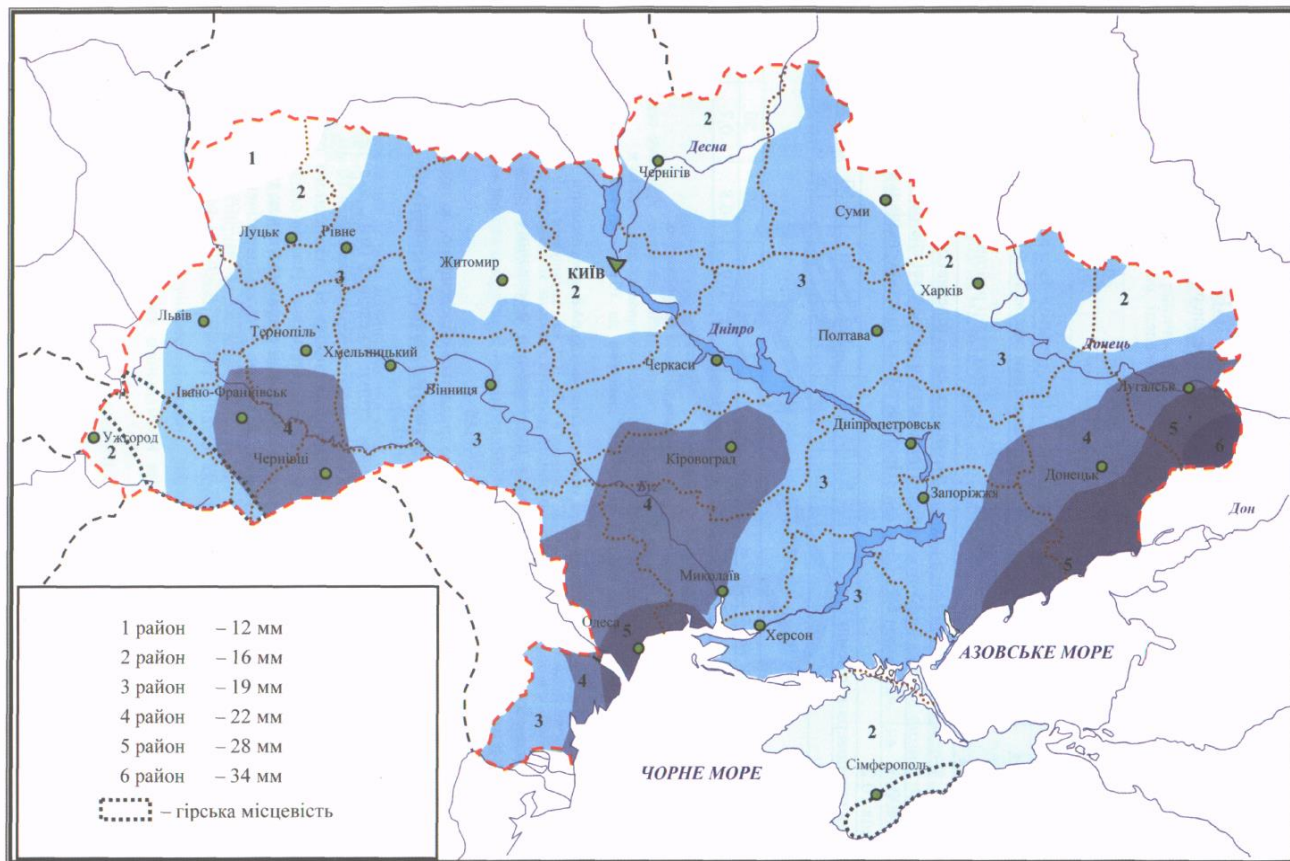 2
Десна
1
Чернігів
2
Суми
Луцьк
Рівне
3
Житомир
КИЇВ
2
3
2
Харків
2
Львів
Тернопіль
Хмельницький
Дніпро
Полтава
Черкаси
3
Донець
Івано-Франківськ
Вінниця
Луганськ
4
Ужгород
2
Чернівці
3
Кіровоград
Дніпропетровськ
4
5
6
Донецьк
3
Запоріжжя
Буг
4
Дон
5
Миколаїв
3
Одеса
5
Херсон
АЗОВСЬКЕ МОРЕ
4
3
2
ЧОРНЕ МОРЕ
Сімферополь
1 район – 12 мм
2 район – 16 мм
3 район – 19 мм
4 район – 22 мм
5 район – 28 мм
6 район – 34 мм
– гірська місцевість